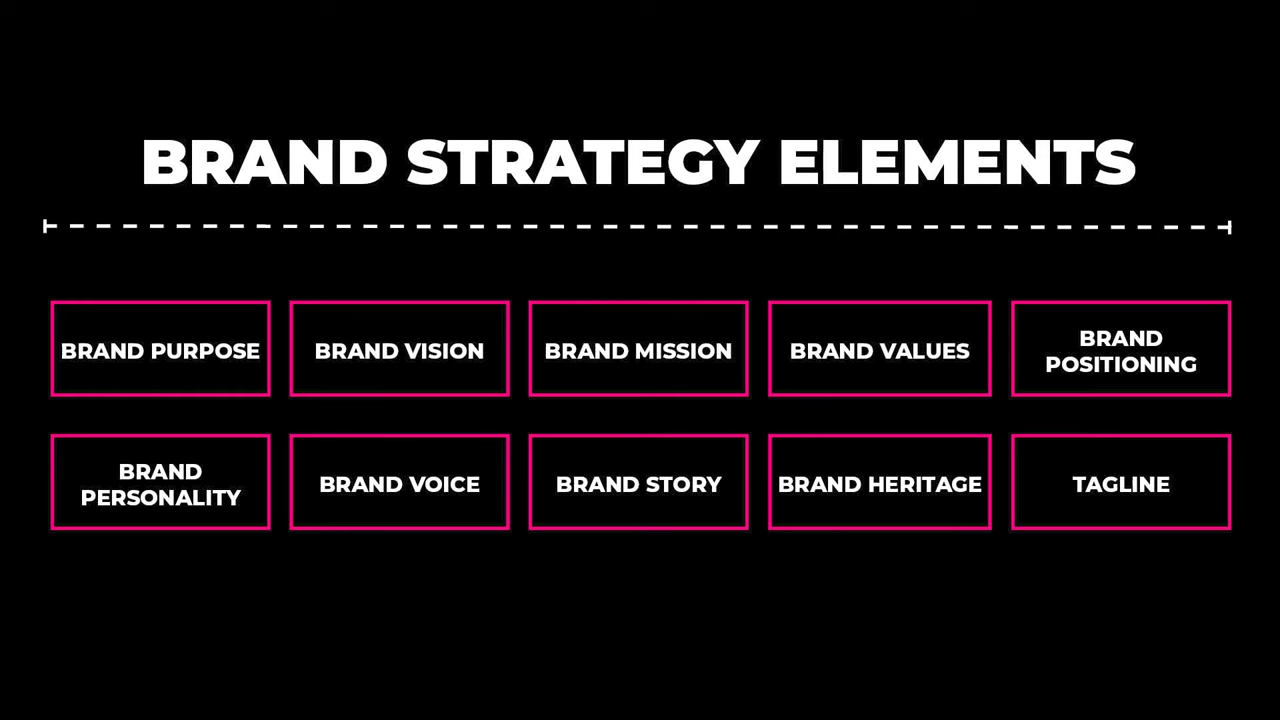 BRAND STRATEGY ELEMENTS
BRAND PURPOSE
BRAND VISION
BRAND MISSION
BRAND VALUES
BRAND
POSITIONING
BRAND
PERSONALITY
BRAND VOICE
BRAND STORY
BRAND HERITAGE
TAGLINE